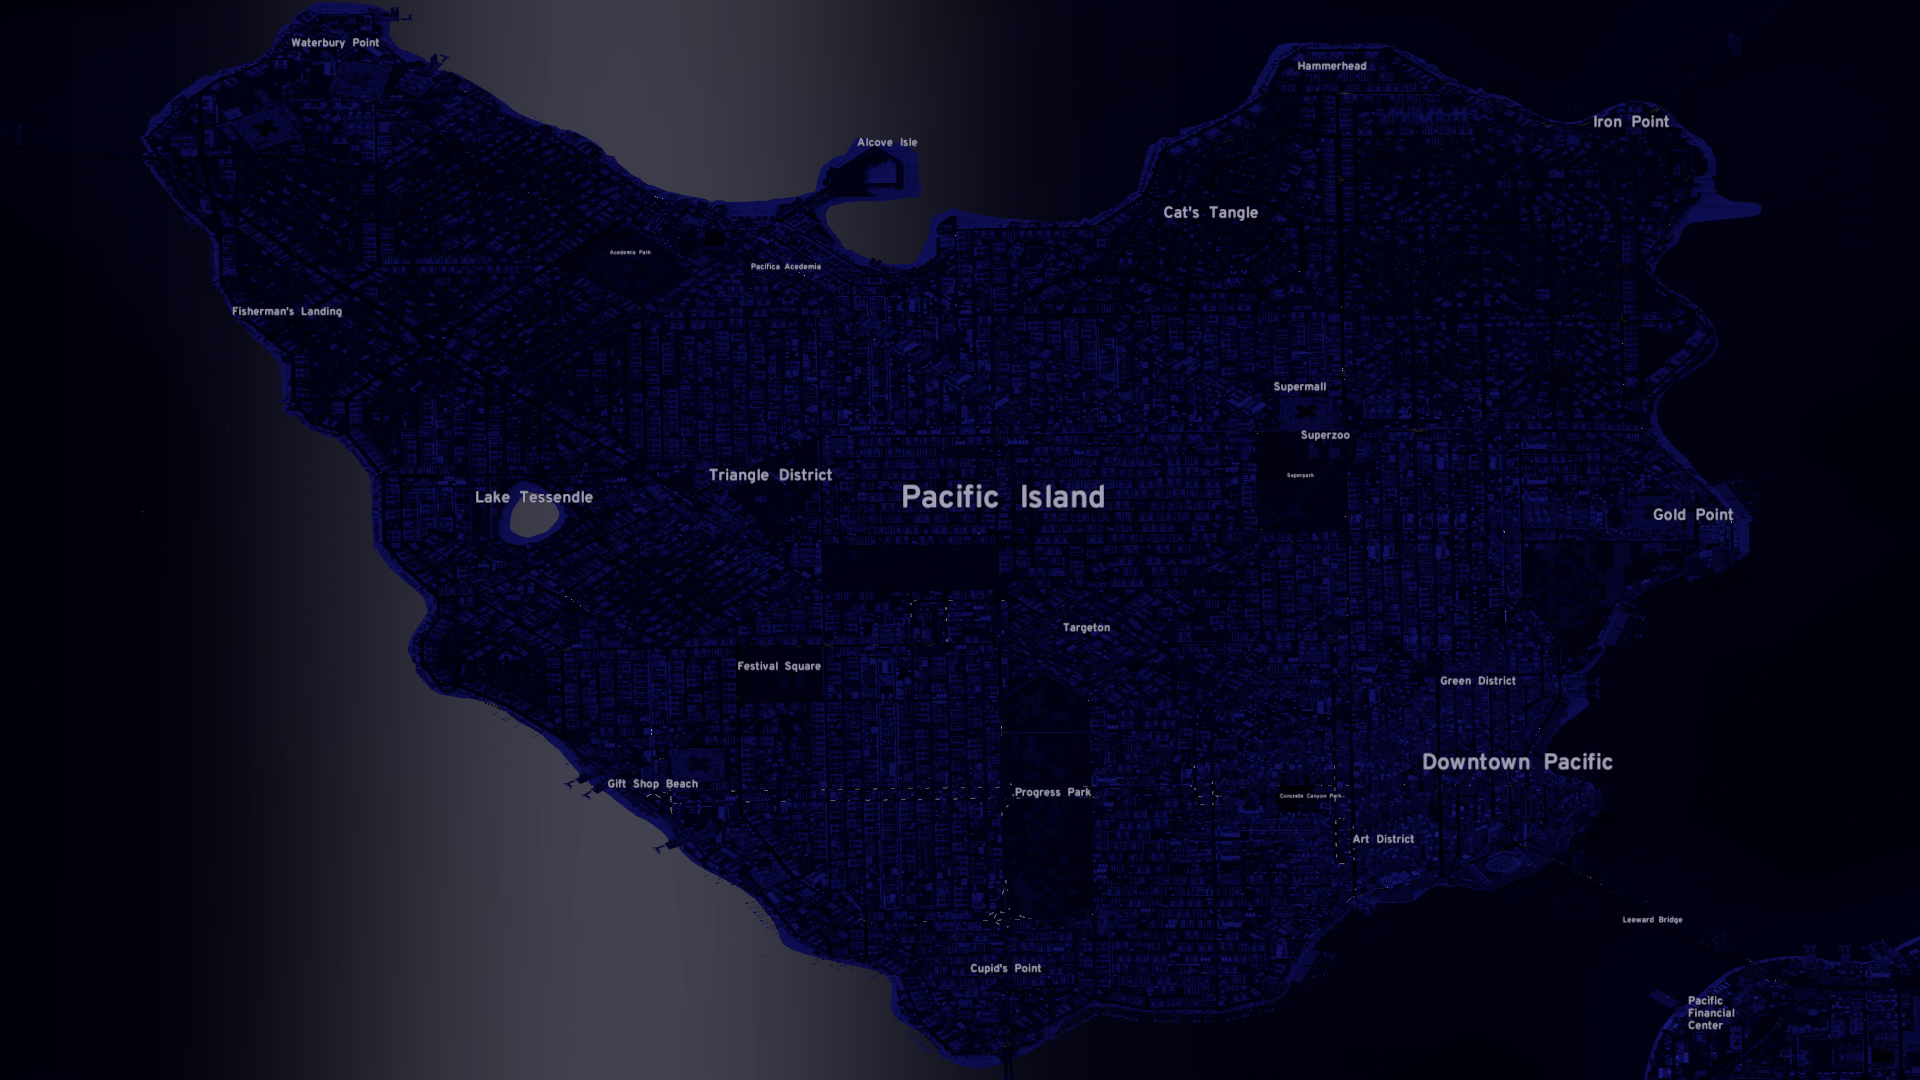 Waterbury Point
Hammerhead
Iron Point
Alcove Isle
Cat's Tangle
Acedemia Park
Pacifica Acedemia
Fisherman's Landing
Supermall
Superzoo
Triangle District
Superpark
Lake Tessendle
Pacific Island
Gold Point
Targeton
Festival Square
Green District
Downtown Pacific
Gift Shop Beach
Progress Park
Concrete Canyon Park
Art District
Leeward Bridge
Cupid's Point
Pacific
Financial
Center